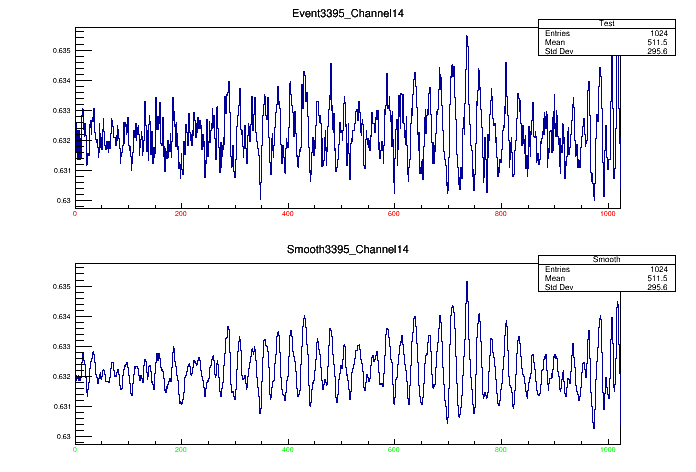 Event3395_Channel14
Test
Entries 1024
Mean 511.5
Std Dev 295.6
0.635
0.634
0.633
0.632
0.631
0.63
0 200 400 600 800 1000
Smooth3395_Channel14
Smooth
Entries 1024
Mean 511.5
Std Dev 295.6
0.635
0.634
0.633
0.632
0.631
0.63
0 200 400 600 800 1000